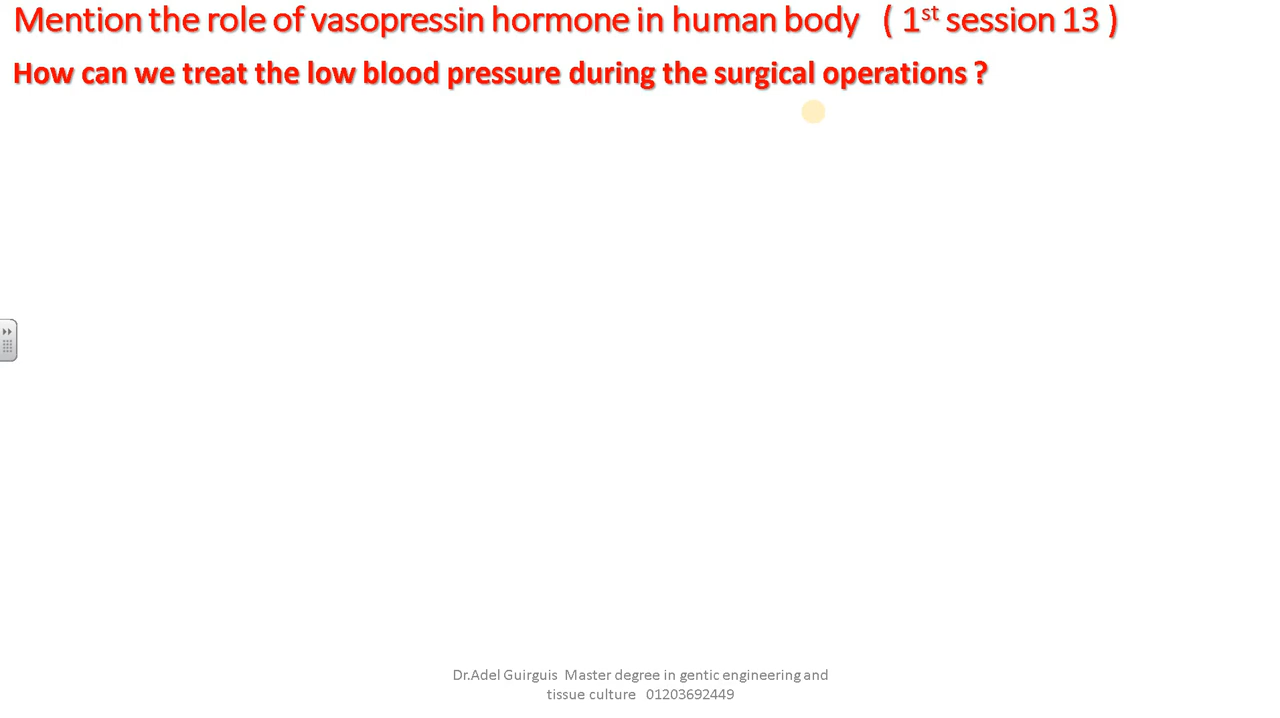 Mention the role of vasopressin hormone in human body ( 1st session 13 )
How can we treat the low blood pressure during the surgical operations ?
Dr.Adel Guirguis Master degree in gentic engineering and
tissue culture 01203692449